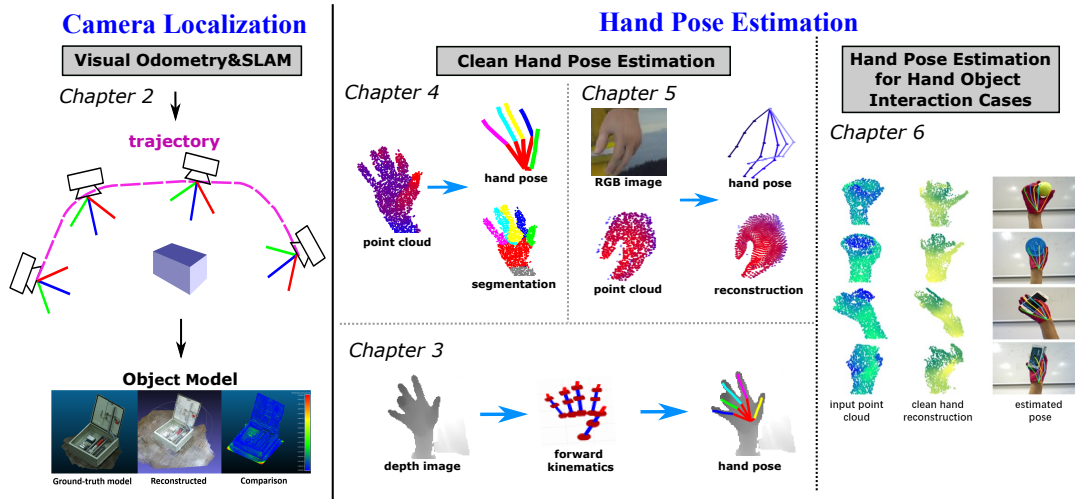 Camera Localization
Visual Odometry&SLAM
Chapter 2
trajectory
Object Model
Ground-truth model
Reconstructed
Comparison
Hand Pose Estimation
Clean Hand Pose Estimation
Chapter 4
point cloud
hand pose
segmentation
Chapter 5
RGB image
hand pose
point cloud
reconstruction
Chapter 3
depth image
forward
kinematics
hand pose
Hand Pose Estimation
for Hand Object
Interaction Cases
Chapter 6
input point
cloud
clean hand
reconstruction
estimated
pose